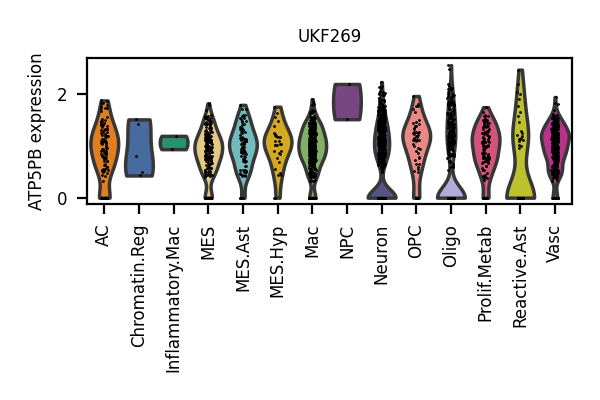 UKF269
ATP5PB expression
2
0
AC
Chromatin.Reg
Inflammatory.Mac
MES
MES.Ast
MES.Hyp
Mac
NPC
Neuron
OPC
Oligo
Prolif.Metab
Reactive.Ast
Vasc